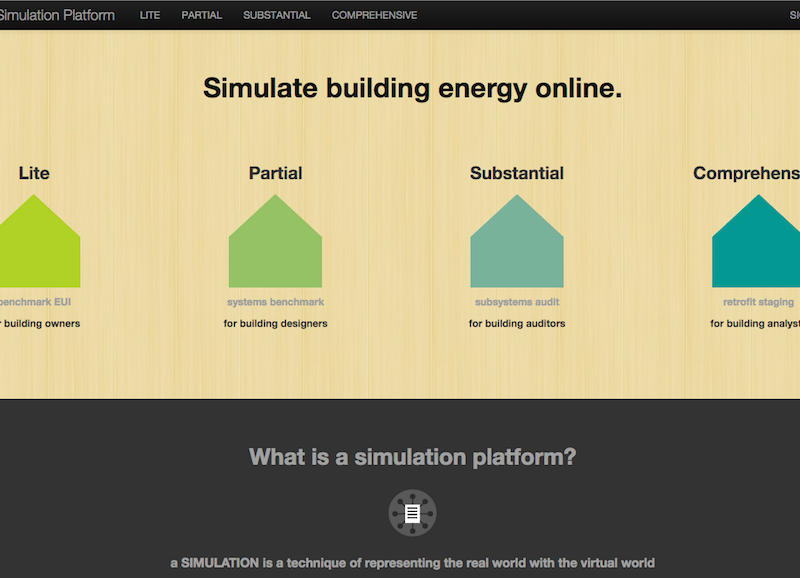 Simulation Platform LITE PARTIAL SUBSTANTIAL COMPREHENSIVE
Simulate building energy online.
Lite Partial Substantial Comprehens
benchmark EUI systems benchmark subsystems audit retrofit staging
building owners for building designers for building auditors for building analyst
What is a simulation platform?
a SIMULATION is a technique of representing the real world with the virtual world